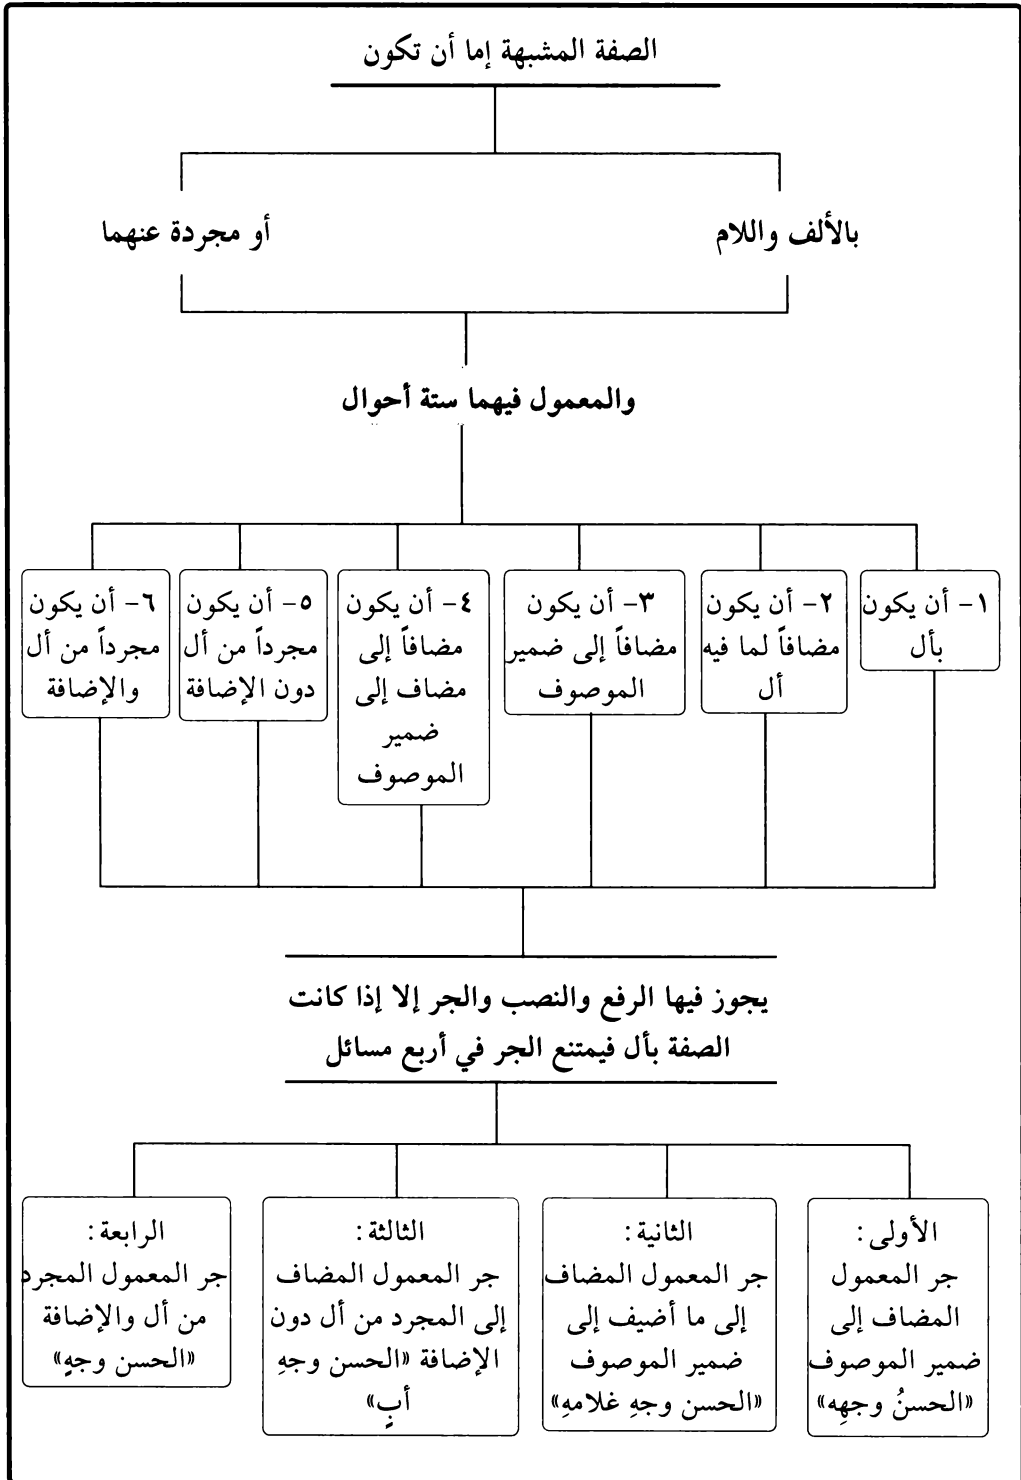 الصفة المشبهة إما أن تكون
بالألف واللام
أو مجردة عنهما
والمعمول فيهما ستة أحوال
١- أن يكون
بأل
٢- أن يكون
مضافاً لما فيه
أل
٣- أن يكون
مضافاً إلى ضمير
الموصوف
٤- أن يكون
مضافاً إلى
مضاف إلى
ضمير
الموصوف
٥- أن يكون
مجرداً من أل
دون الإضافة
٦- أن يكون
مجرداً من أل
والإضافة
يجوز فيها الرفع والنصب والجر إلا إذا كانت
الصفة بأل فيمتنع الجر في أربع مسائل
الأولى:
جر المعمول
المضاف إلى
ضمير الموصوف
«الحسنُ وجهِه»
الثانية:
جر المعمول المضاف
إلى ما أضيف إلى
ضمير الموصوف
«الحسن وجهِ غلامهِ»
الثالثة:
جر المعمول المضاف
إلى المجرد من أل دون
الإضافة «الحسن وجهِ
أبٍ»
الرابعة:
جر المعمول المجرد
من أل والإضافة
«الحسن وجهٍ»